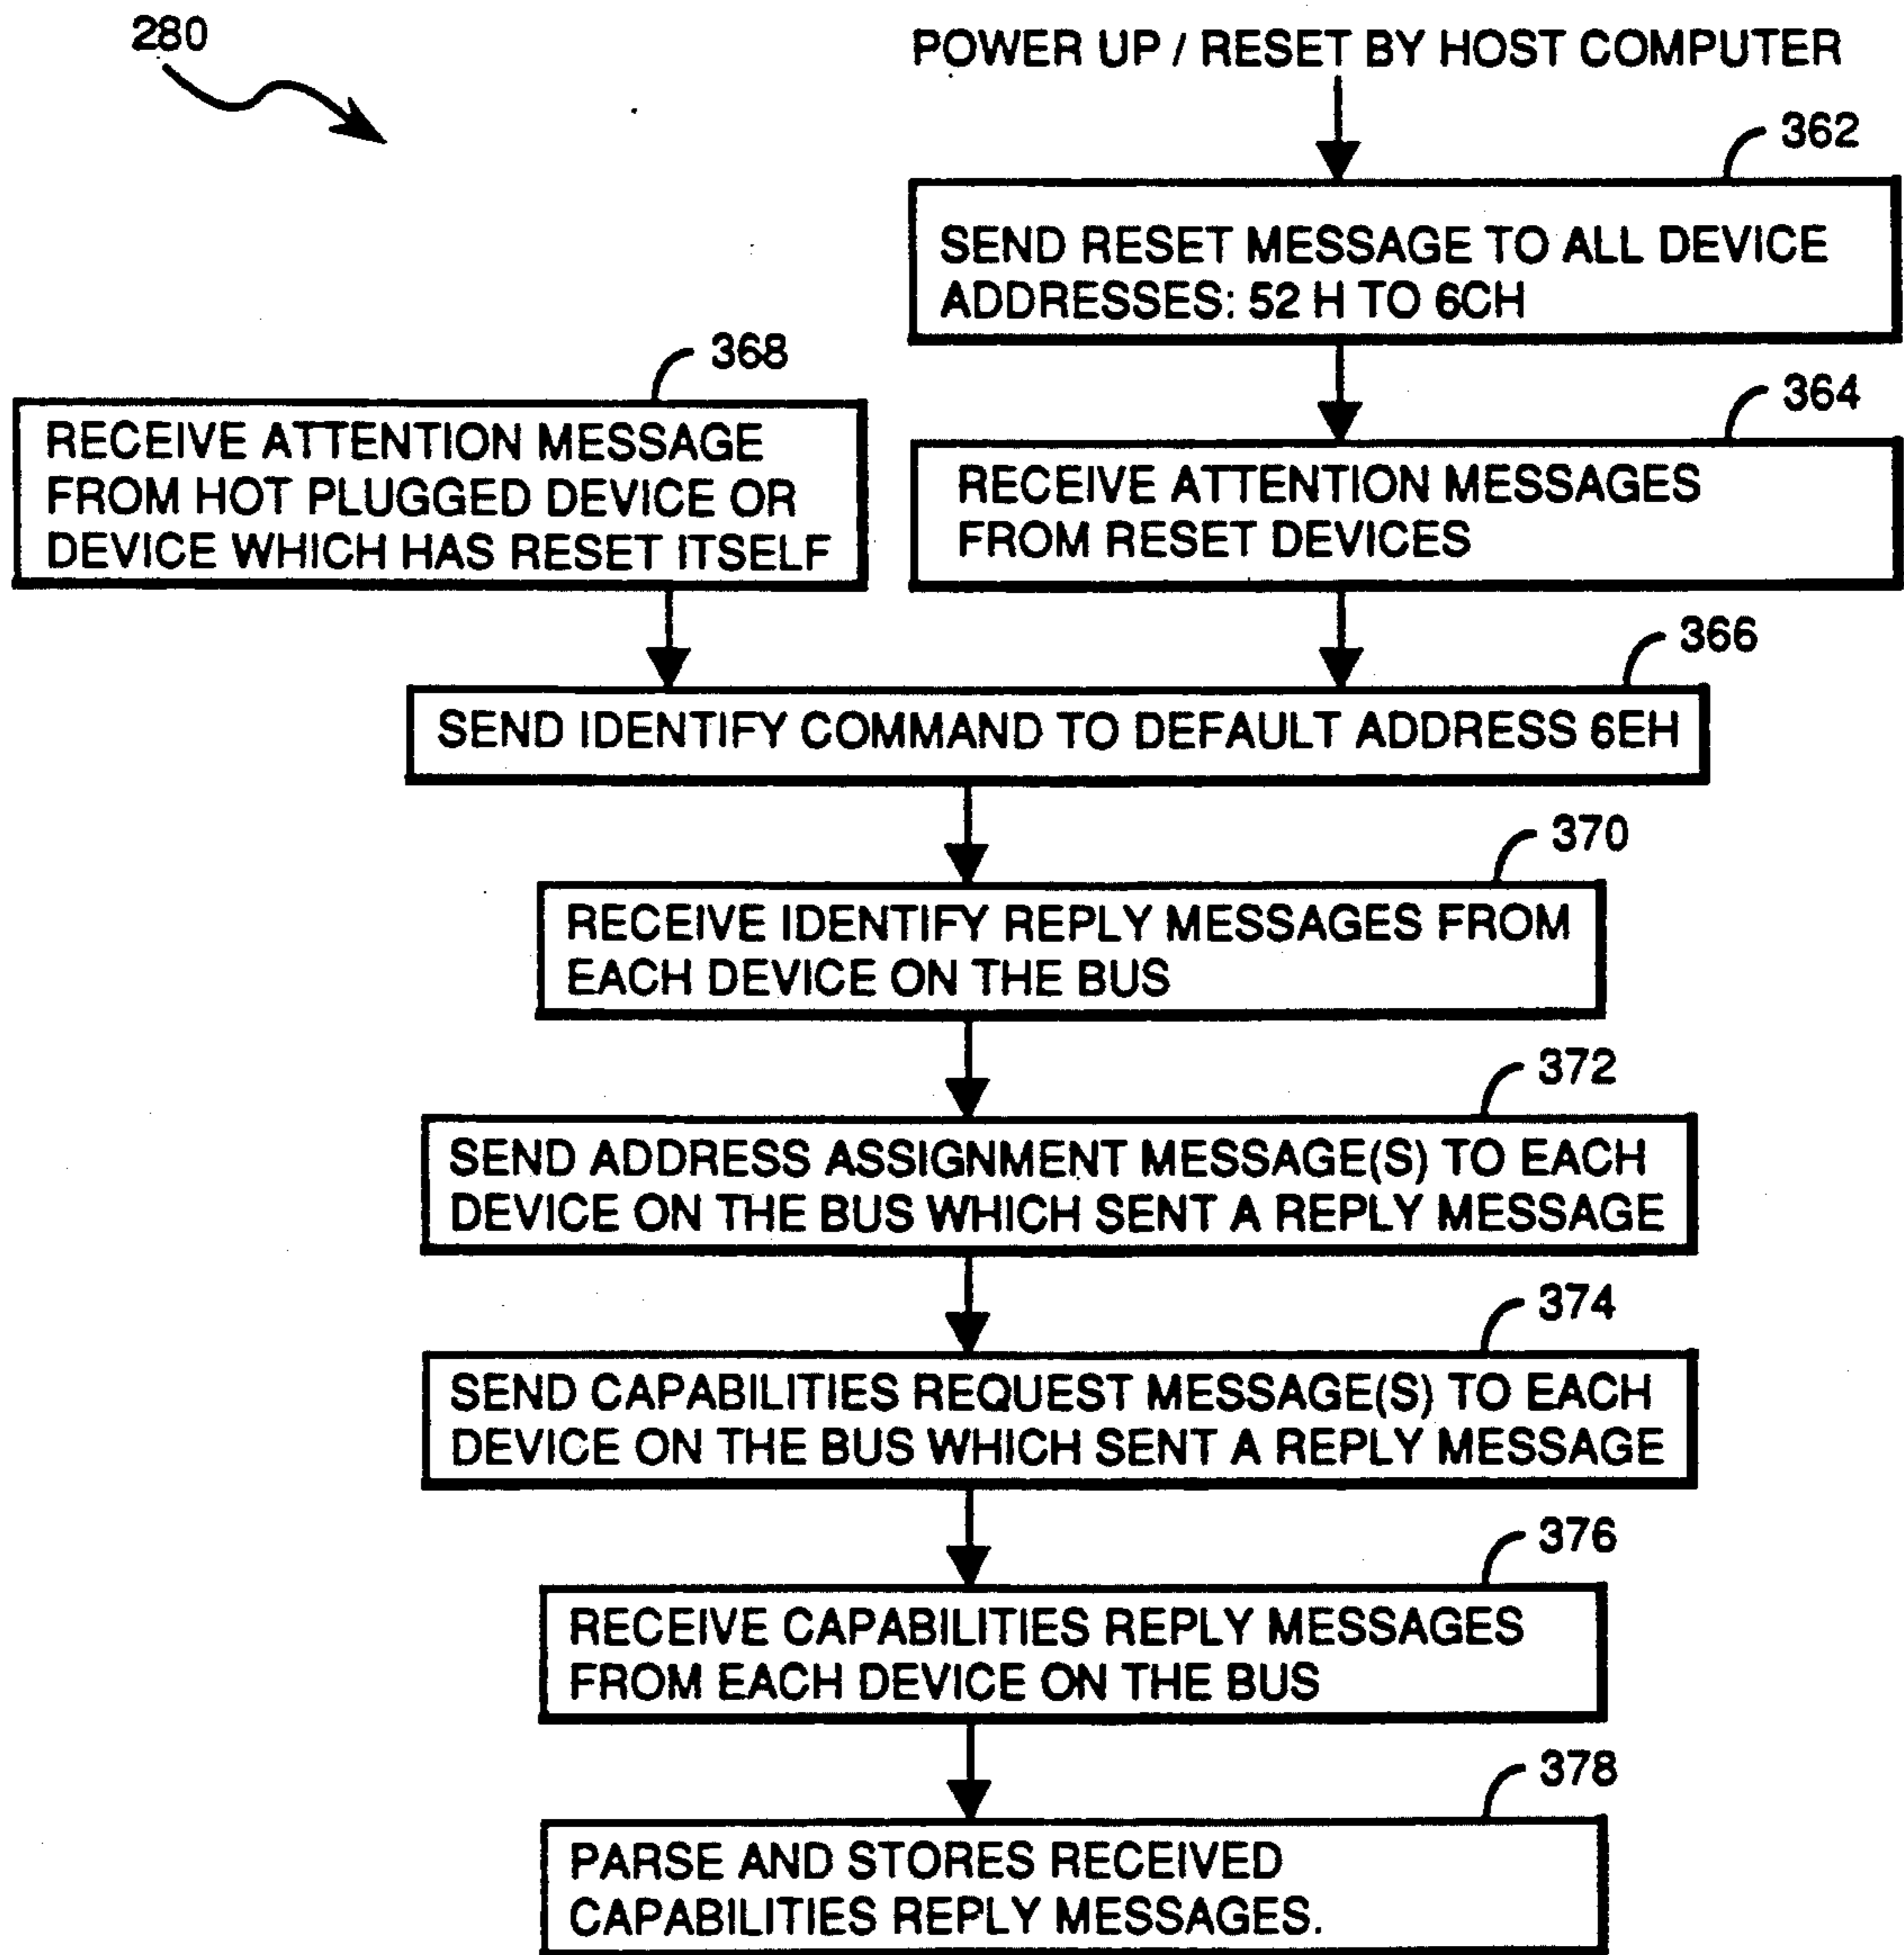 280
POWER UP / RESET BY HOST COMPUTER
362
SEND RESET MESSAGE TO ALL DEVICE
ADDRESSES: 52 H TO 6CH
368
RECEIVE ATTENTION MESSAGE
FROM HOT PLUGGED DEVICE OR
DEVICE WHICH HAS RESET ITSELF
364
RECEIVE ATTENTION MESSAGES
FROM RESET DEVICES
366
SEND IDENTIFY COMMAND TO DEFAULT ADDRESS 6EH
370
RECEIVE IDENTIFY REPLY MESSAGES FROM
EACH DEVICE ON THE BUS
372
SEND ADDRESS ASSIGNMENT MESSAGE(S) TO EACH
DEVICE ON THE BUS WHICH SENT A REPLY MESSAGE
374
SEND CAPABILITIES REQUEST MESSAGE(S) TO EACH
DEVICE ON THE BUS WHICH SENT A REPLY MESSAGE
376
RECEIVE CAPABILITIES REPLY MESSAGES
FROM EACH DEVICE ON THE BUS
378
PARSE AND STORES RECEIVED
CAPABILITIES REPLY MESSAGES.